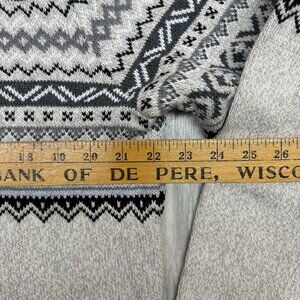 18 19 20 21 22 23 24 25 26
BANK OF DE PERE, WISCO